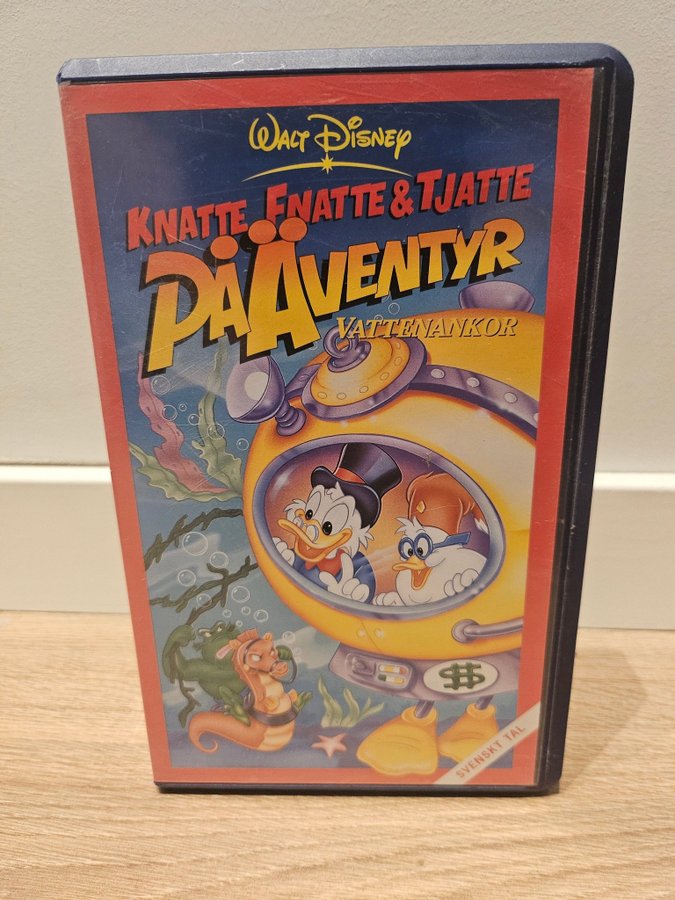 WALT DISNEY
KNATTE, FNATTE & TJATTE
PÅ ÄVENTYR
VATTENANKOR
$
SVENSKT TAL